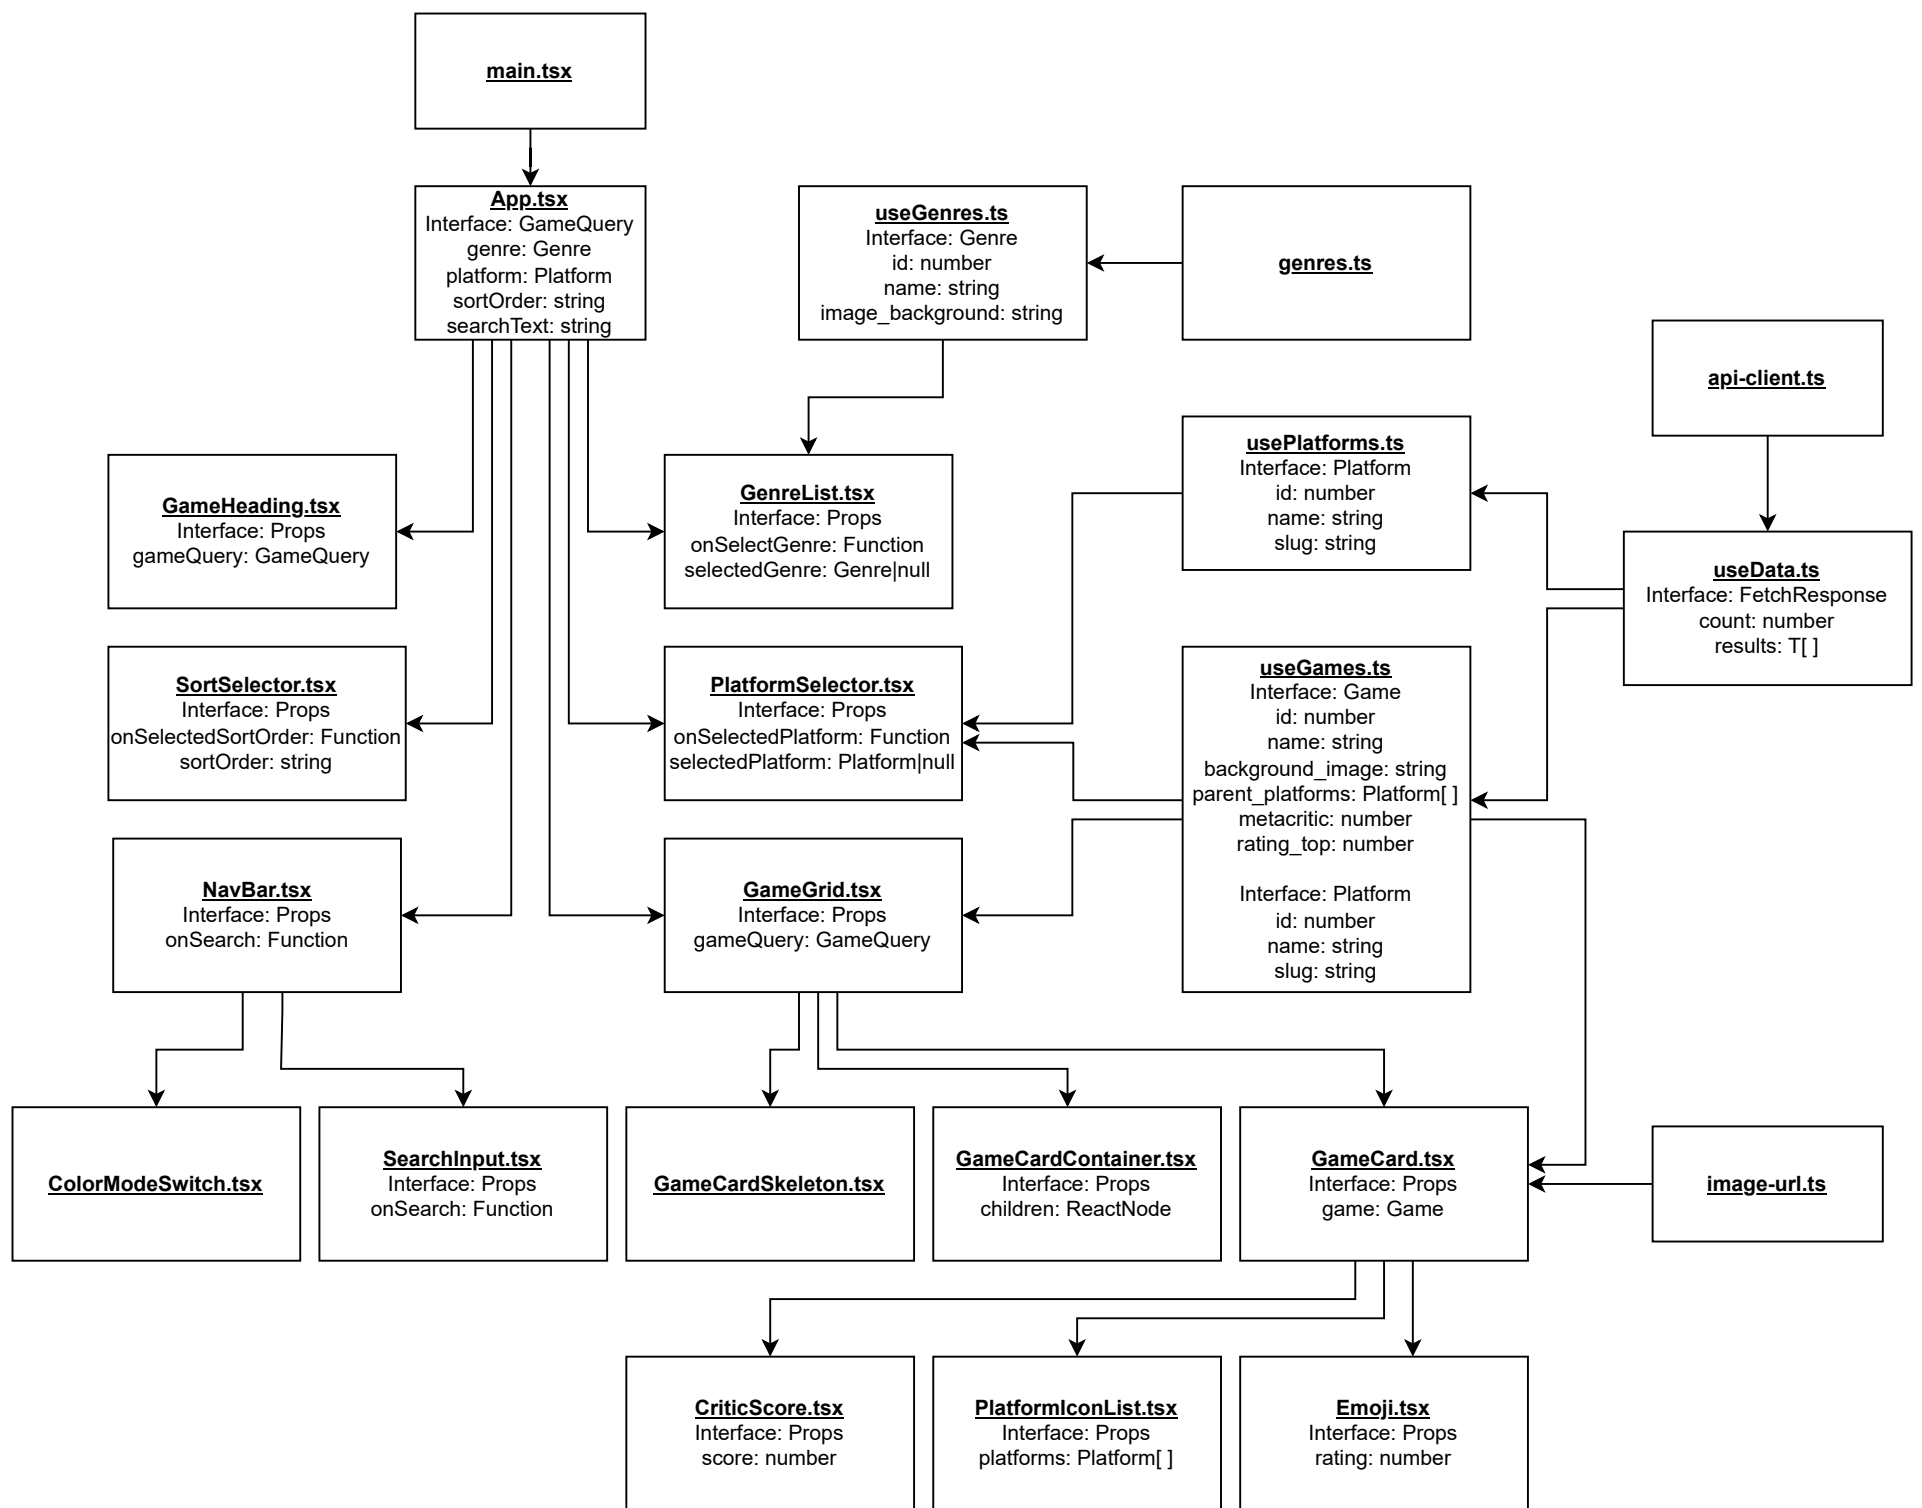 main.tsx
App.tsx
Interface: GameQuery
genre: Genre
platform: Platform
sortOrder: string
searchText: string
useGenres.ts
Interface: Genre
id: number
name: string
image_background: string
genres.ts
api-client.ts
GameHeading.tsx
Interface: Props
gameQuery: GameQuery
GenreList.tsx
Interface: Props
onSelectGenre: Function
selectedGenre: Genre|null
usePlatforms.ts
Interface: Platform
id: number
name: string
slug: string
useData.ts
Interface: FetchResponse
count: number
results: T[ ]
SortSelector.tsx
Interface: Props
onSelectedSortOrder: Function
sortOrder: string
PlatformSelector.tsx
Interface: Props
onSelectedPlatform: Function
selectedPlatform: Platform|null
useGames.ts
Interface: Game
id: number
name: string
background_image: string
parent_platforms: Platform[ ]
metacritic: number
rating_top: number
Interface: Platform
id: number
name: string
slug: string
NavBar.tsx
Interface: Props
onSearch: Function
GameGrid.tsx
Interface: Props
gameQuery: GameQuery
ColorModeSwitch.tsx
SearchInput.tsx
Interface: Props
onSearch: Function
GameCardSkeleton.tsx
GameCardContainer.tsx
Interface: Props
children: ReactNode
GameCard.tsx
Interface: Props
game: Game
image-url.ts
CriticScore.tsx
Interface: Props
score: number
PlatformIconList.tsx
Interface: Props
platforms: Platform[ ]
Emoji.tsx
Interface: Props
rating: number